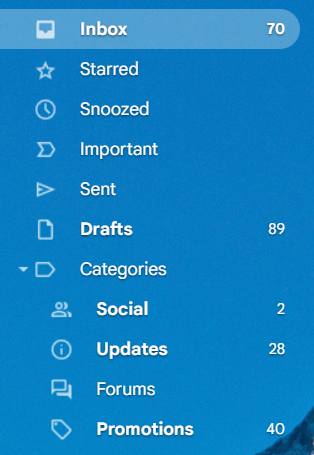 Inbox 70
Starred
Snoozed
Important
Sent
Drafts 89
Categories
Social 2
Updates 28
Forums
Promotions 40